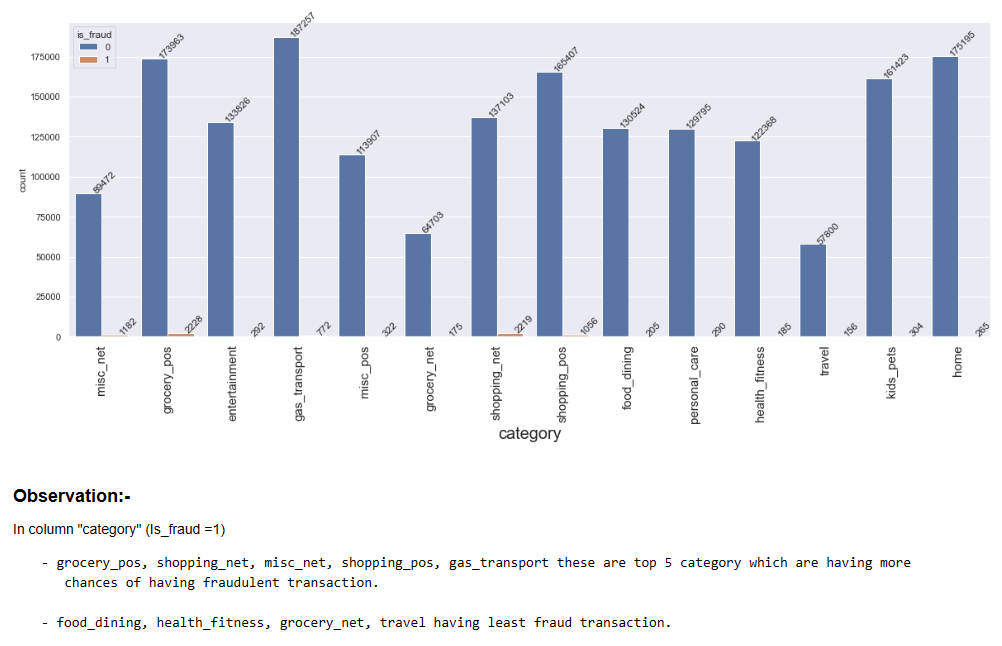 is_fraud
0
1
175000
150000
125000
100000
75000
50000
25000
0
count
89472
1182
173963
2228
133826
292
187257
772
113907
322
64703
175
137103
2219
165407
1056
130524
205
129795
290
122368
185
57800
156
161423
304
175195
265
misc_net
grocery_pos
entertainment
gas_transport
misc_pos
grocery_net
shopping_net
shopping_pos
food_dining
personal_care
health_fitness
travel
kids_pets
home
category
Observation:-
In column "category" (Is_fraud =1)
- grocery_pos, shopping_net, misc_net, shopping_pos, gas_transport these are top 5 category which are having more
chances of having fraudulent transaction.
- food_dining, health_fitness, grocery_net, travel having least fraud transaction.